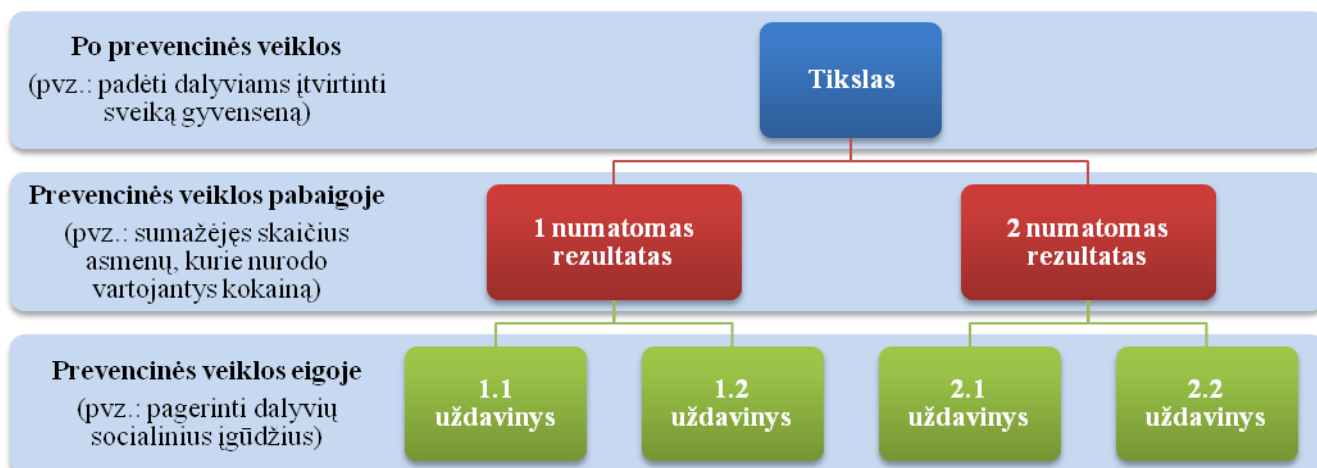 Po prevencinės veiklos
(pvz.: padėti dalyviams įtvirtinti
sveiką gyvenseną)
Tikslas
Prevencinės veiklos pabaigoje
(pvz.: sumažėjęs skaičius
asmenų, kurie nurodo
vartojantys kokainą)
1 numatomas
rezultatas
2 numatomas
rezultatas
Prevencinės veiklos eigoje
(pvz.: pagerinti dalyvių
socialinius įgūdžius)
1.1
uždavinys
1.2
uždavinys
2.1
uždavinys
2.2
uždavinys